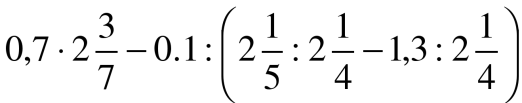 0,7 · 2 3/7 − 0.1 : ( 2 1/5 : 2 1/4 − 1,3 : 2 1/4 )